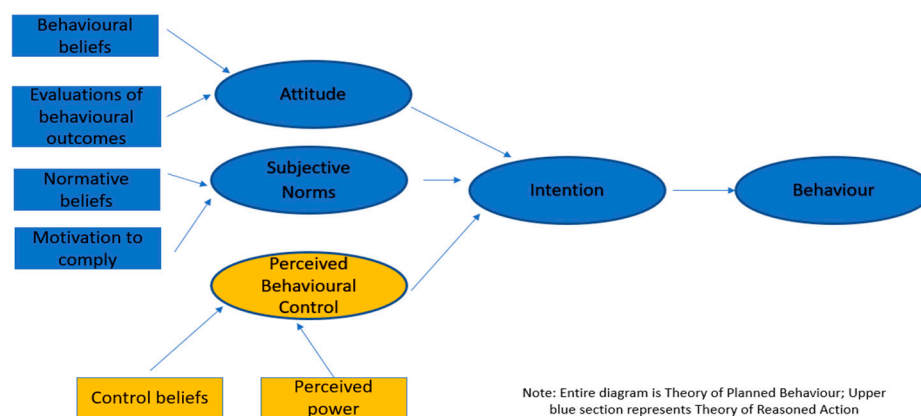 Behavioural
beliefs
Evaluations of
behavioural
outcomes
Attitude
Normative
beliefs
Subjective
Norms
Intention
Behaviour
Motivation to
comply
Perceived
Behavioural
Control
Control beliefs
Perceived
power
Note: Entire diagram is Theory of Planned Behaviour; Upper
blue section represents Theory of Reasoned Action